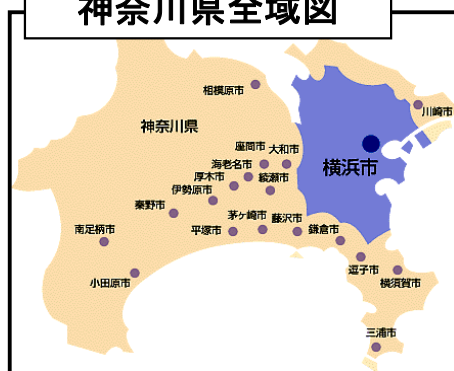 神奈川県全域図
相模原市
川崎市
神奈川県
座間市
大和市
横浜市
海老名市
厚木市
綾瀬市
伊勢原市
秦野市
茅ヶ崎市
藤沢市
南足柄市
平塚市
鎌倉市
逗子市
小田原市
横須賀市
三浦市